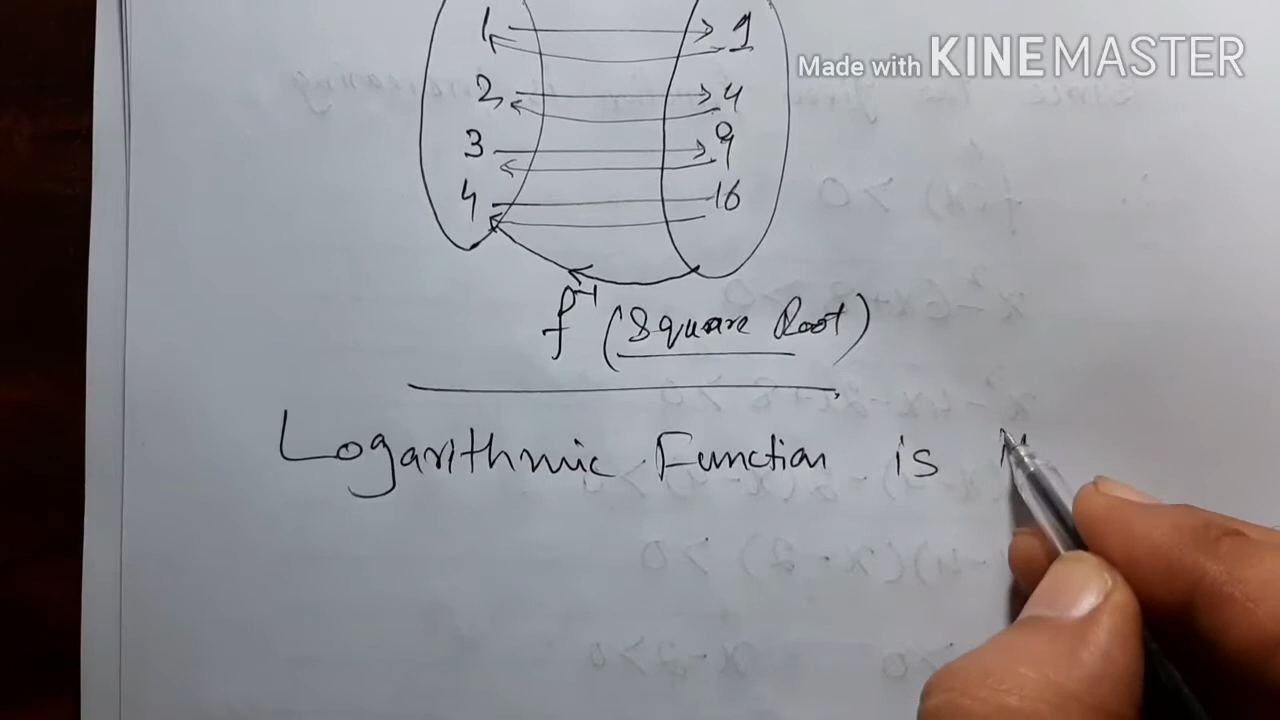 1 1
Made with KINEMASTER
2 4
3 9
4 16
f⁻¹ (Square Root)
Logarithmic Function is